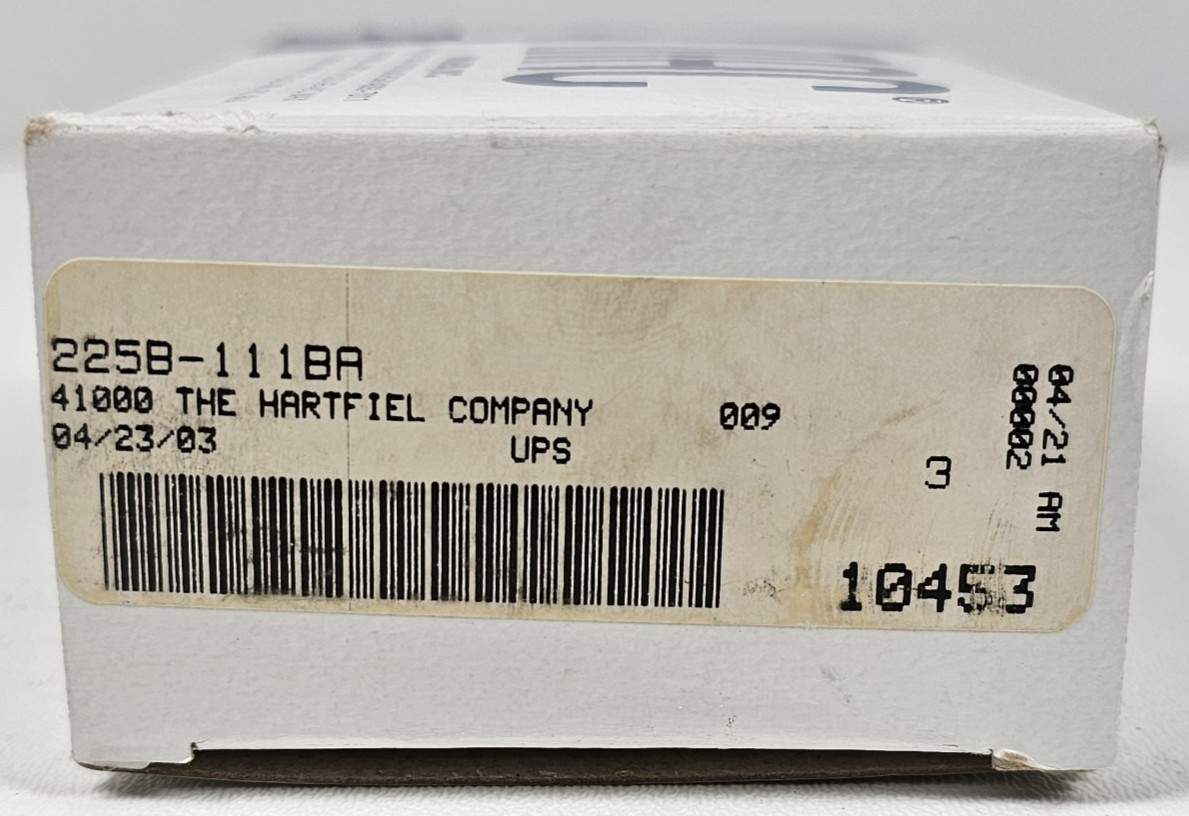 225B-111BA
41000 THE HARTFIEL COMPANY 009
04/23/03 UPS
3
04/21 AM
00002
10453
®